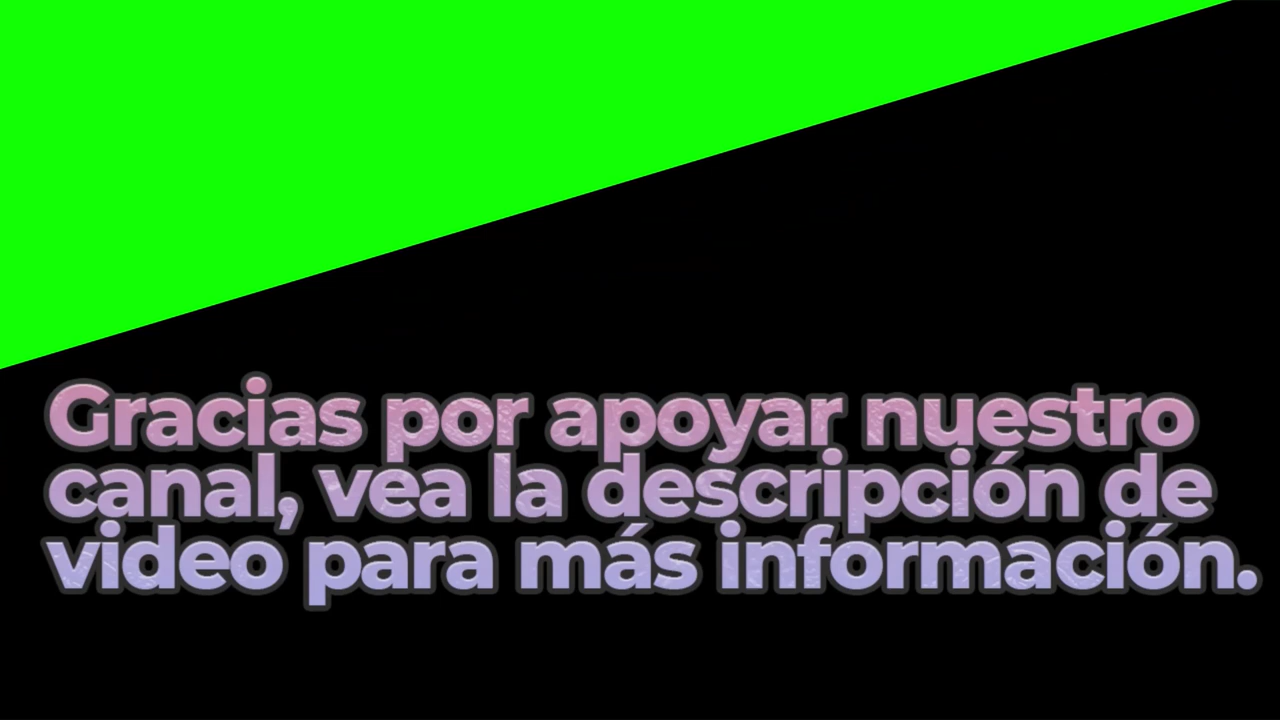 Gracias por apoyar nuestro
canal, vea la descripción de
video para más información.